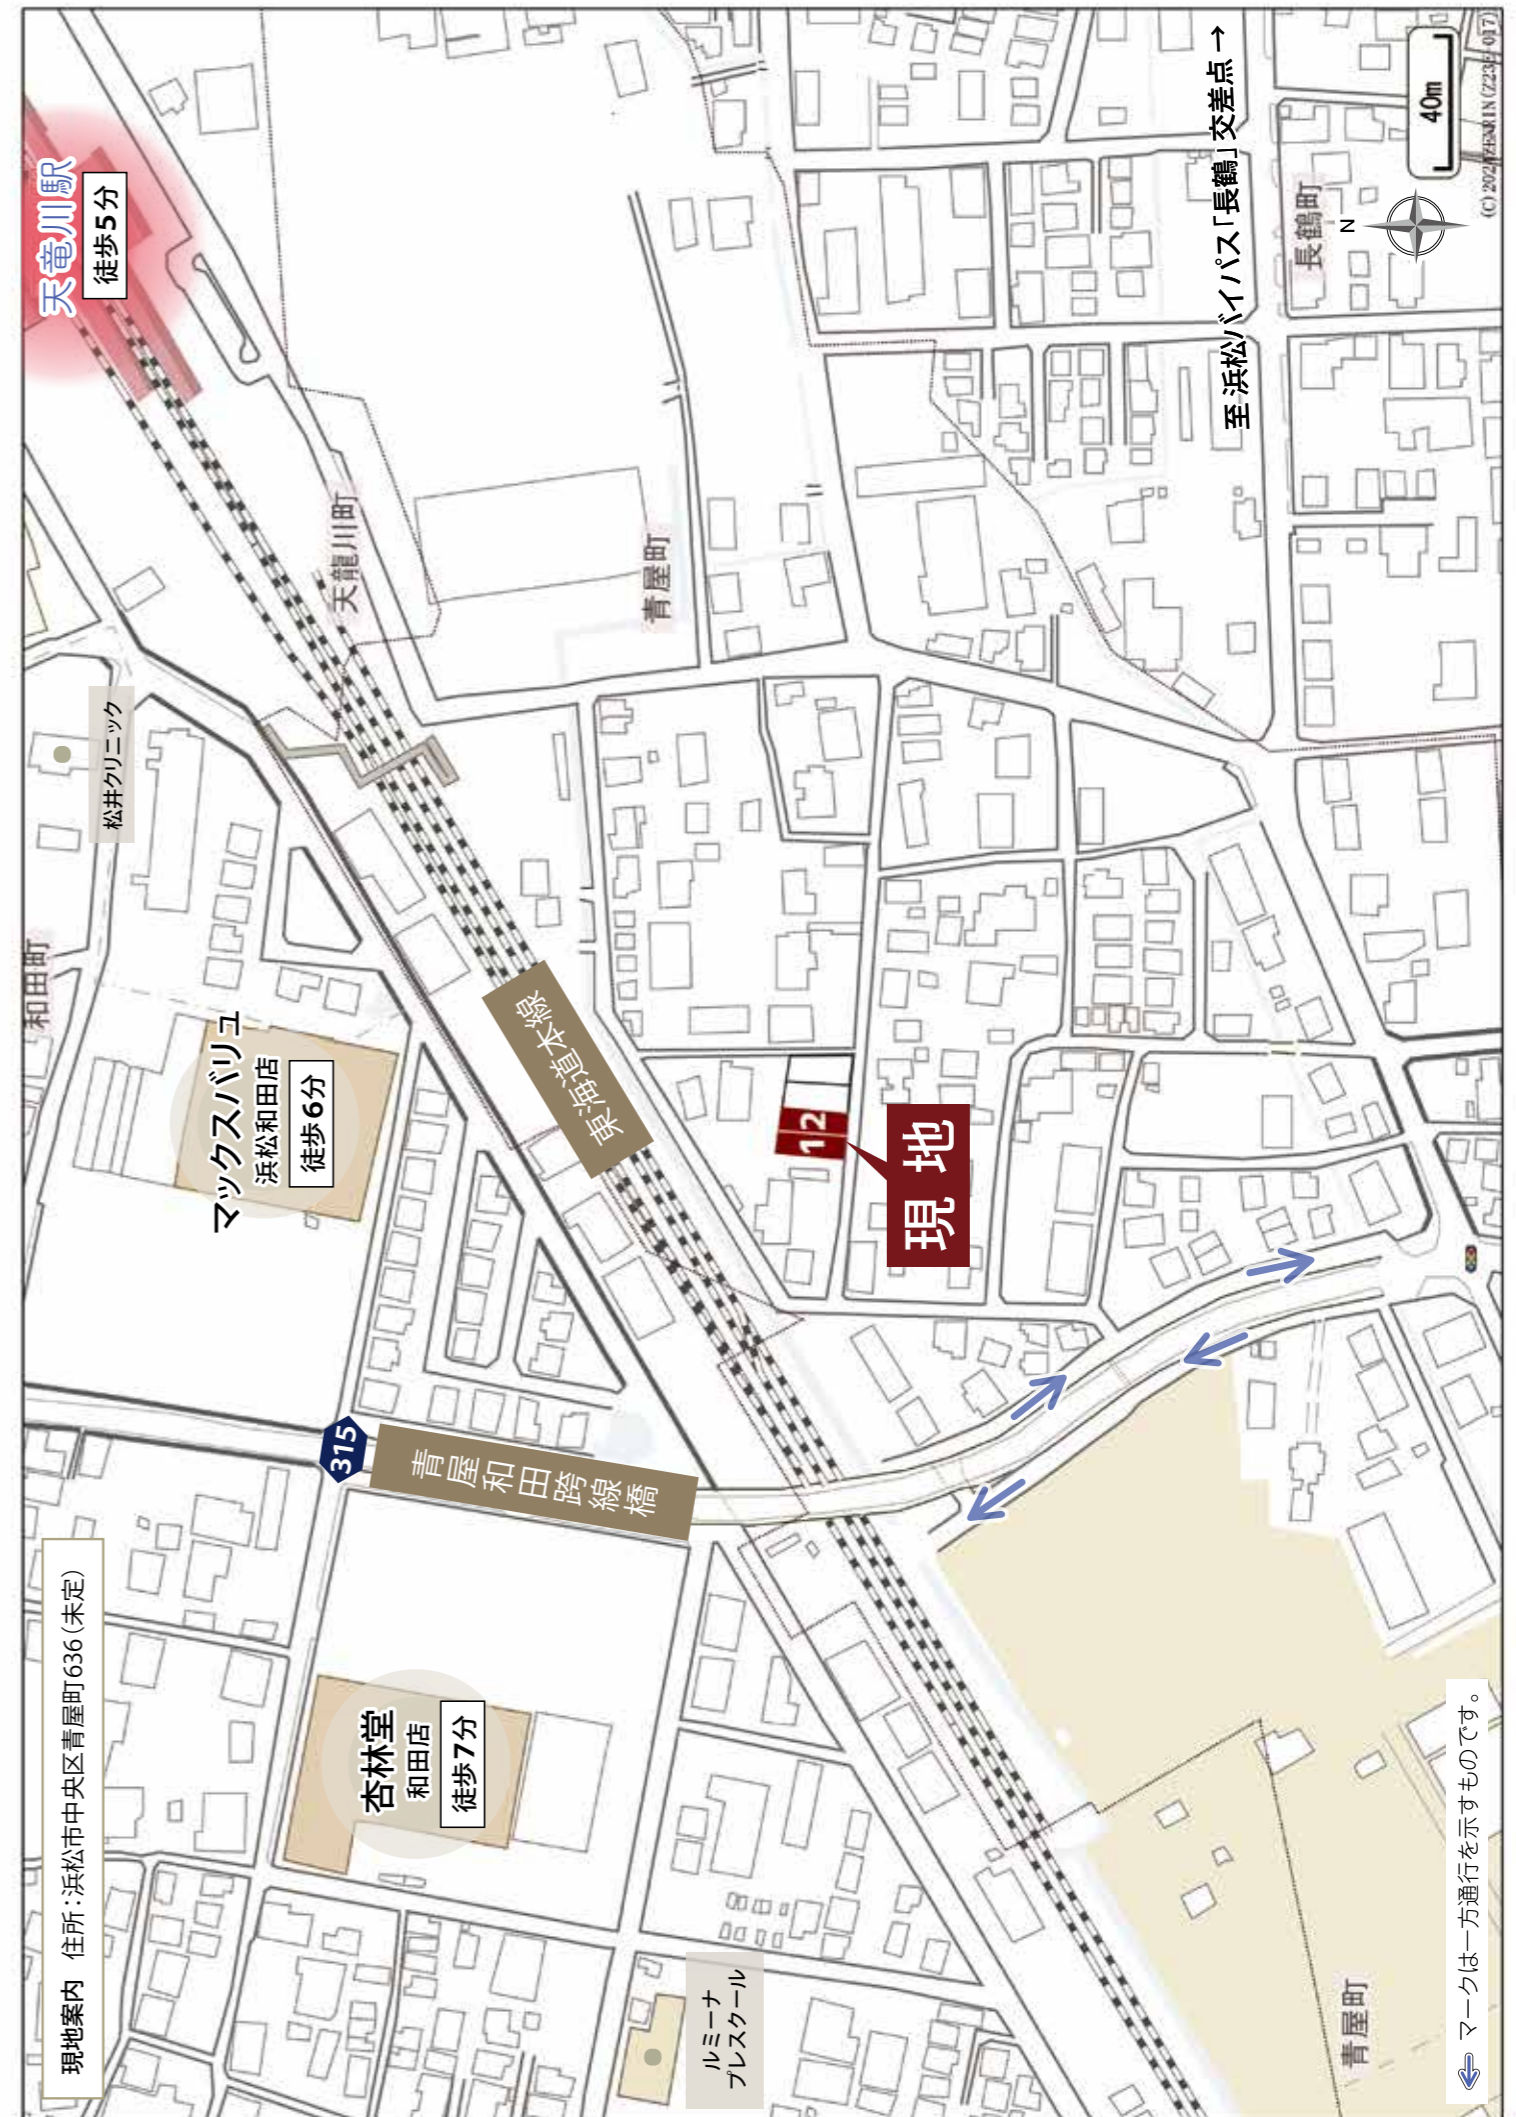 現地案内 住所：浜松市中央区青屋町636（未定）
和田町
松井クリニック
天竜川駅
徒歩5分
マックスバリュ
浜松和田店
徒歩6分
天龍川町
315
青屋和田跨線橋
東海道本線
杏林堂
和田店
徒歩7分
青屋町
1
2
現地
ルミーナ
プレスクール
至 浜松バイパス「長鶴」交差点→
長鶴町
N
40m
青屋町
マークは一方通行を示すものです。